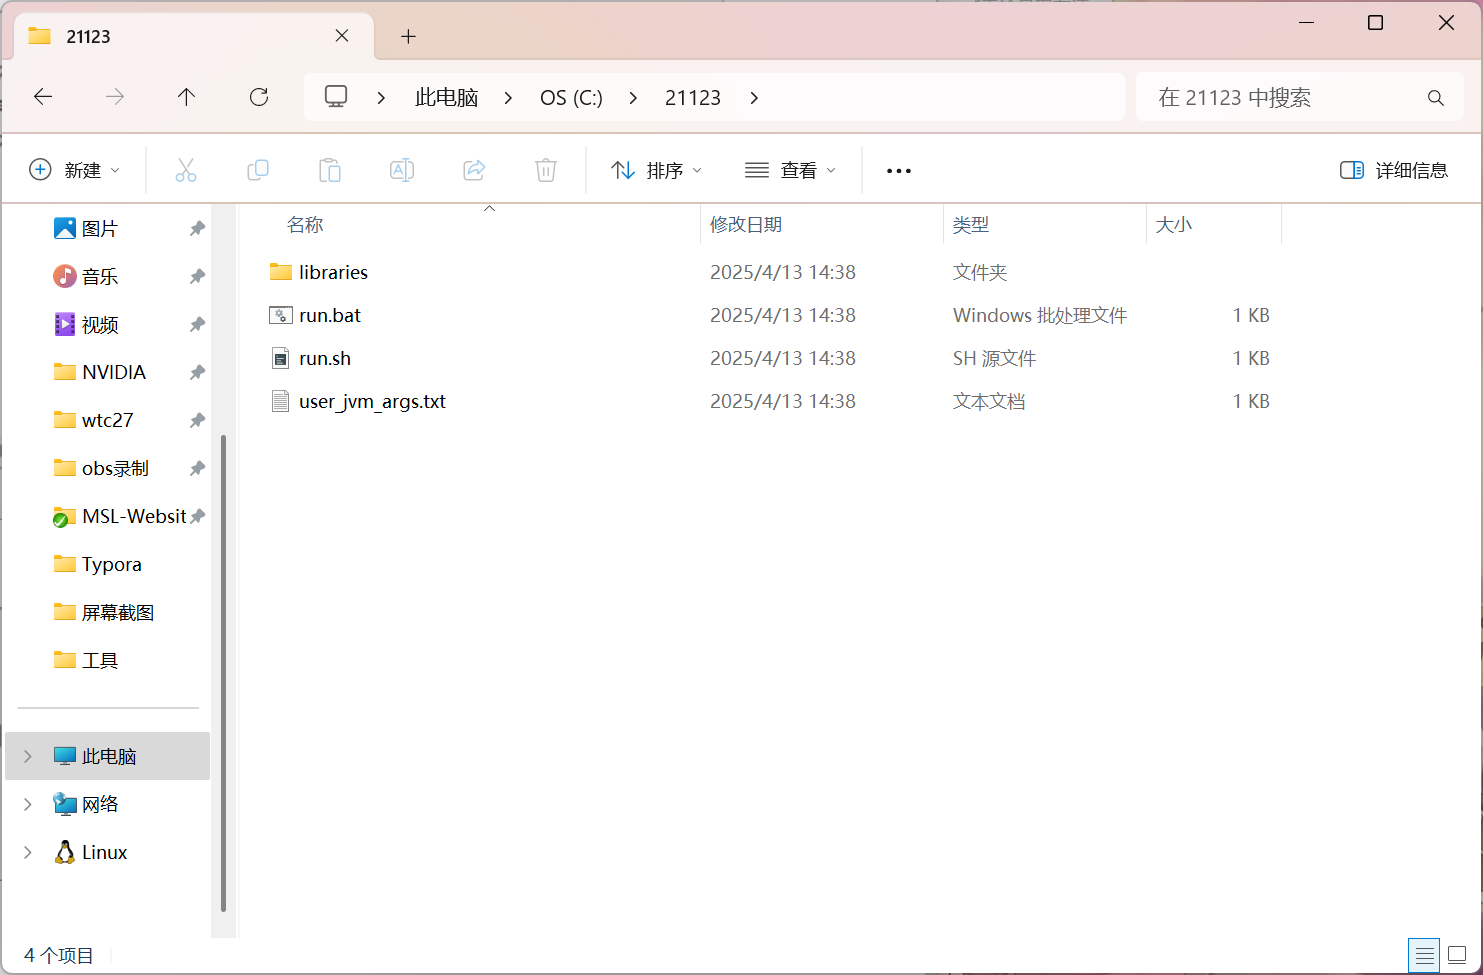 21123
此电脑 OS (C:) 21123
在 21123 中搜索
新建 排序 查看 详细信息
图片
音乐
视频
NVIDIA
wtc27
obs录制
MSL-Websit
Typora
屏幕截图
工具
此电脑
网络
Linux
名称 修改日期 类型 大小
libraries 2025/4/13 14:38 文件夹
run.bat 2025/4/13 14:38 Windows 批处理文件 1 KB
run.sh 2025/4/13 14:38 SH 源文件 1 KB
user_jvm_args.txt 2025/4/13 14:38 文本文档 1 KB
4 个项目